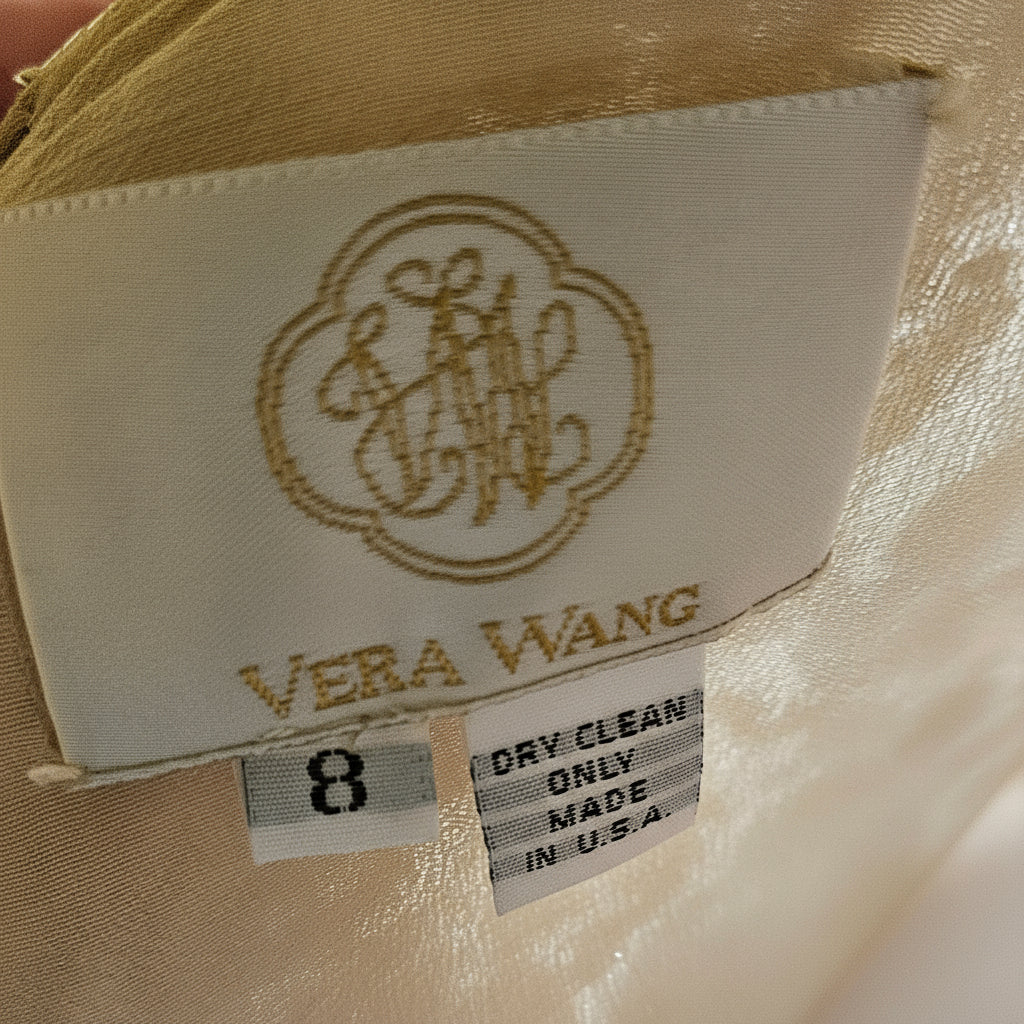 VERA WANG
8
DRY CLEAN
ONLY
MADE
IN U.S.A.